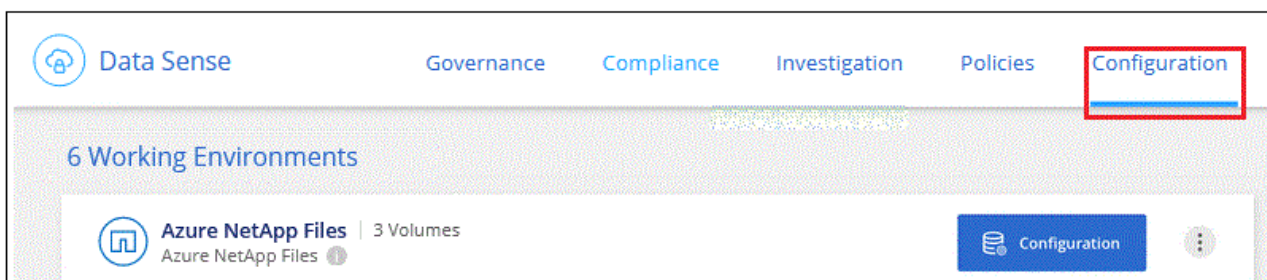 Data Sense Governance Compliance Investigation Policies Configuration
6 Working Environments
Azure NetApp Files | 3 Volumes
Azure NetApp Files
Configuration